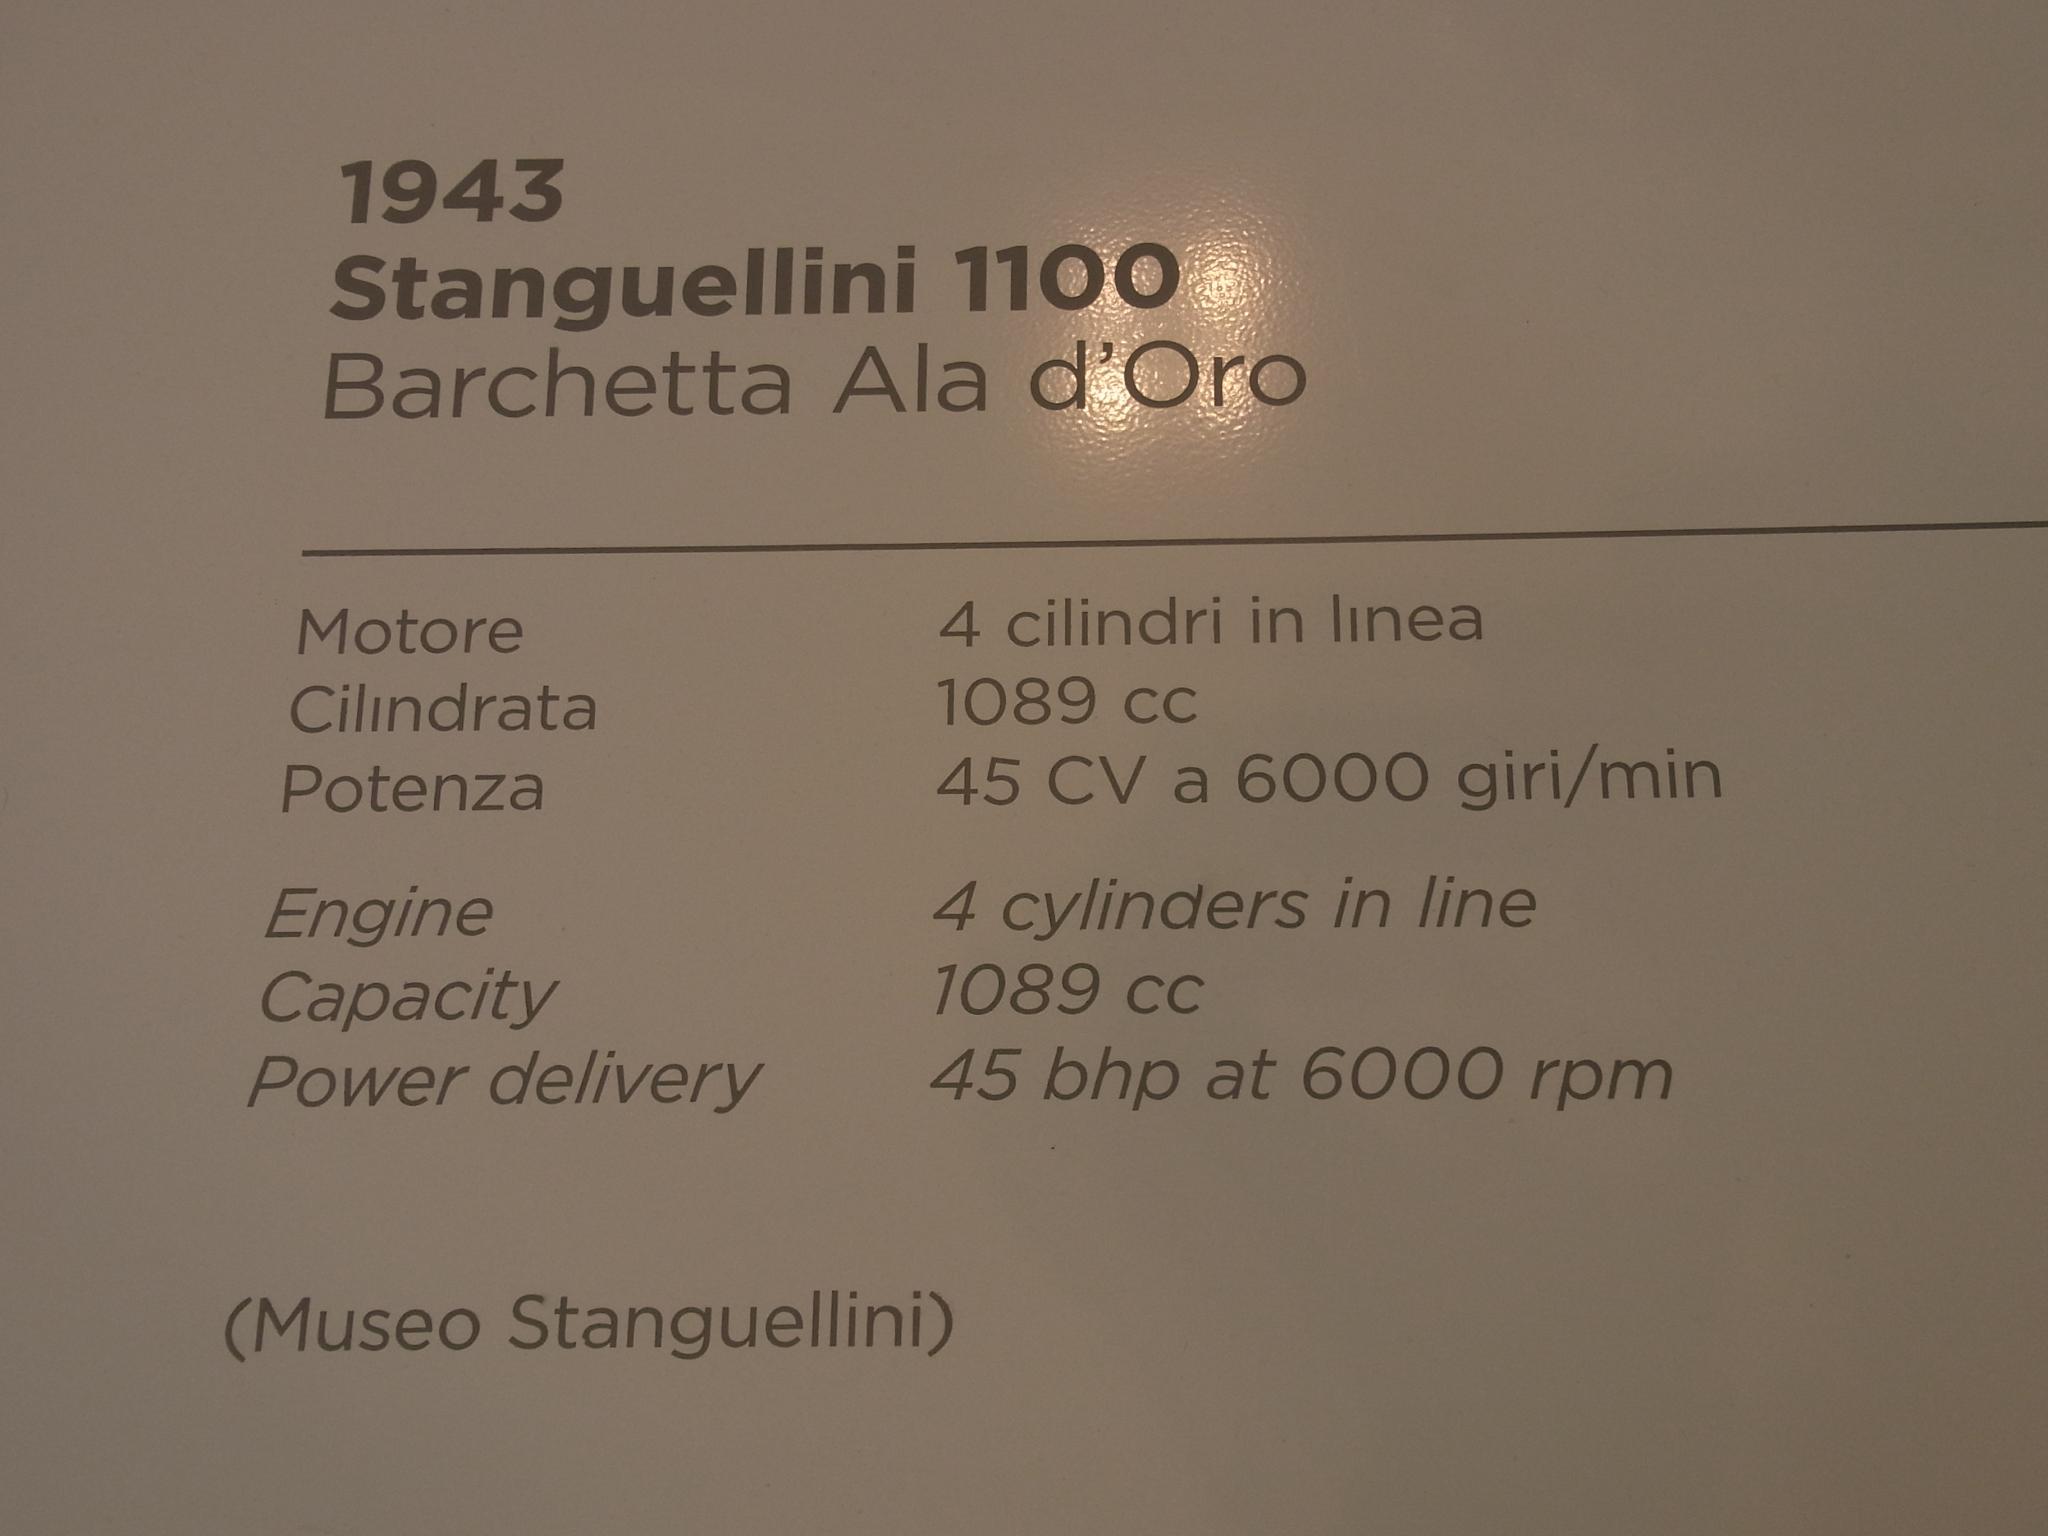 1943
Stanguellini 1100
Barchetta Ala d'Oro
Motore 4 cilindri in linea
Cilindrata 1089 cc
Potenza 45 CV a 6000 giri/min
Engine 4 cylinders in line
Capacity 1089 cc
Power delivery 45 bhp at 6000 rpm
(Museo Stanguellini)